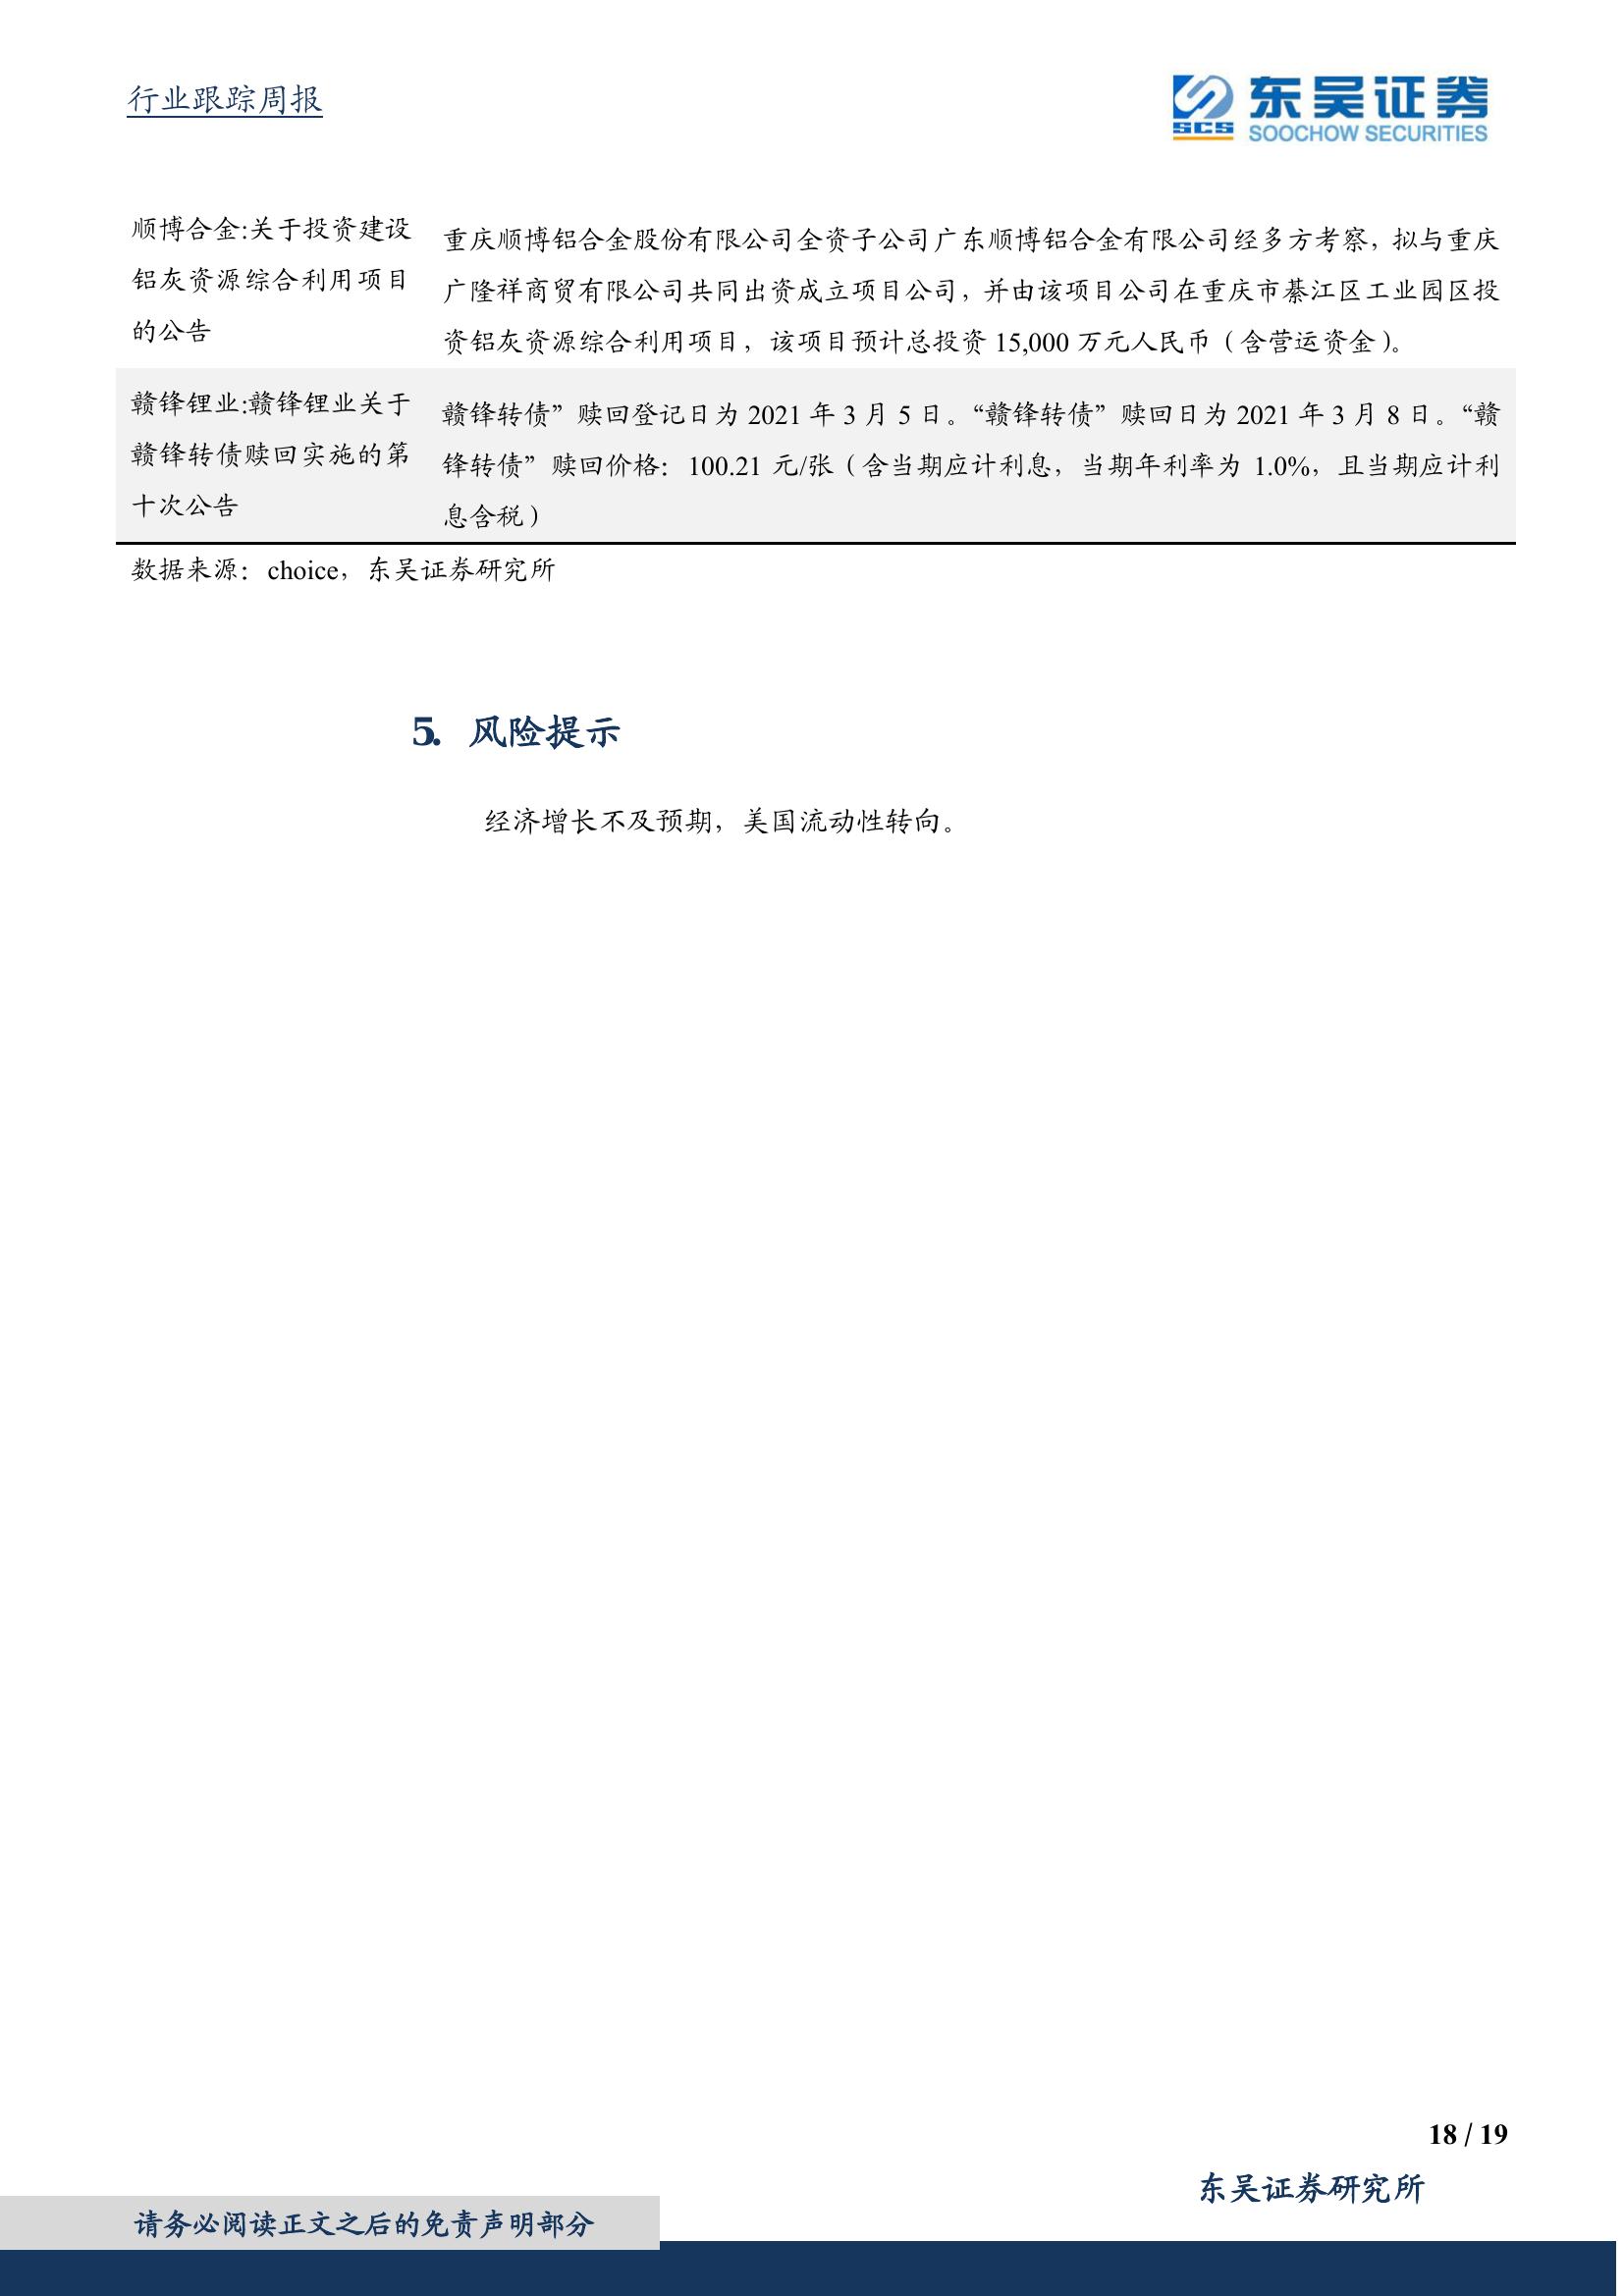 行业跟踪周报
东吴证券
SCS
SOOCHOW SECURITIES
顺博合金:关于投资建设
铝灰资源综合利用项目
的公告
重庆顺博铝合金股份有限公司全资子公司广东顺博铝合金有限公司经多方考察，拟与重庆
广隆祥商贸有限公司共同出资成立项目公司，并由该项目公司在重庆市綦江区工业园区投
资铝灰资源综合利用项目，该项目预计总投资 15,000 万元人民币（含营运资金）。
赣锋锂业:赣锋锂业关于
赣锋转债赎回实施的第
十次公告
赣锋转债”赎回登记日为 2021 年 3 月 5 日。“赣锋转债”赎回日为 2021 年 3 月 8 日。“赣
锋转债”赎回价格：100.21 元/张（含当期应计利息，当期年利率为 1.0%，且当期应计利
息含税）
数据来源：choice，东吴证券研究所
5. 风险提示
经济增长不及预期，美国流动性转向。
18 / 19
东吴证券研究所
请务必阅读正文之后的免责声明部分